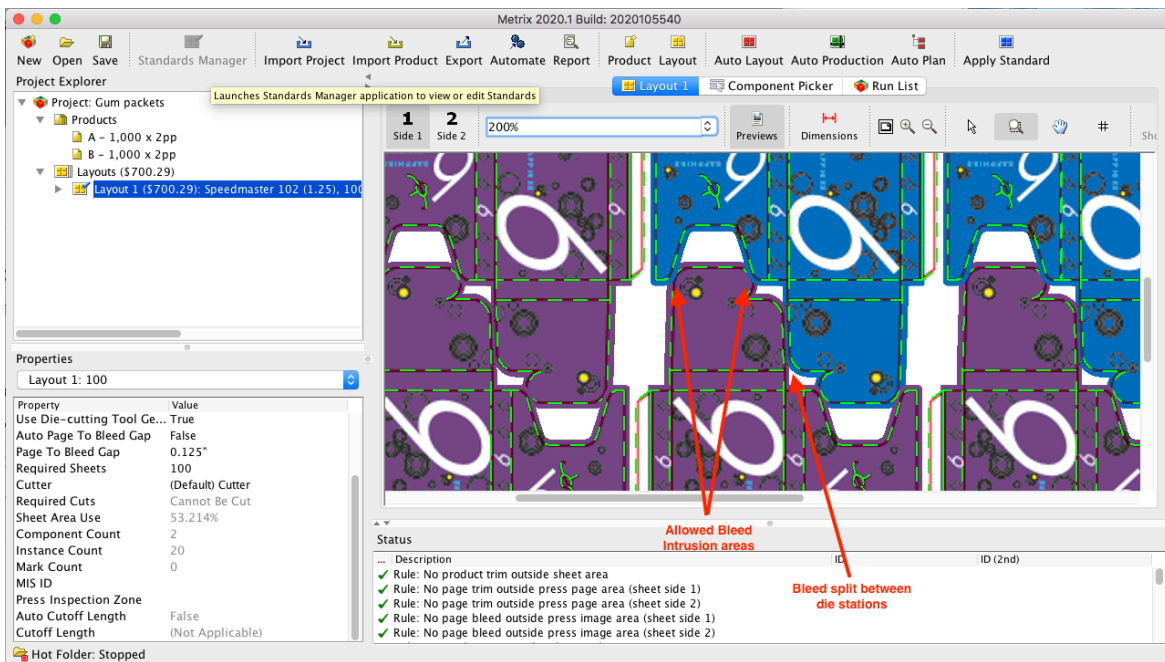 Metrix 2020.1 Build: 2020105540
New Open Save Standards Manager Import Project Import Product Export Automate Report Product Layout Auto Layout Auto Production Auto Plan Apply Standard
Project Explorer
Launches Standards Manager application to view or edit Standards
Layout 1 Component Picker Run List
Project: Gum packets
Products
A – 1,000 x 2pp
B – 1,000 x 2pp
Layouts ($700.29)
Layout 1 ($700.29): Speedmaster 102 (1.25), 100
1 2
Side 1 Side 2
200%
Previews Dimensions
Sho
SAPPHIRE
9 9 9 9 9
Allowed Bleed
Intrusion areas
Bleed split between
die stations
Properties
Layout 1: 100
Property Value
Use Die-cutting Tool Ge... True
Auto Page To Bleed Gap False
Page To Bleed Gap 0.125"
Required Sheets 100
Cutter (Default) Cutter
Required Cuts Cannot Be Cut
Sheet Area Use 53.214%
Component Count 2
Instance Count 20
Mark Count 0
MIS ID
Press Inspection Zone
Auto Cutoff Length False
Cutoff Length (Not Applicable)
Status
... Description ID ID (2nd)
Rule: No product trim outside sheet area
Rule: No page trim outside press page area (sheet side 1)
Rule: No page trim outside press page area (sheet side 2)
Rule: No page bleed outside press image area (sheet side 1)
Rule: No page bleed outside press image area (sheet side 2)
Hot Folder: Stopped